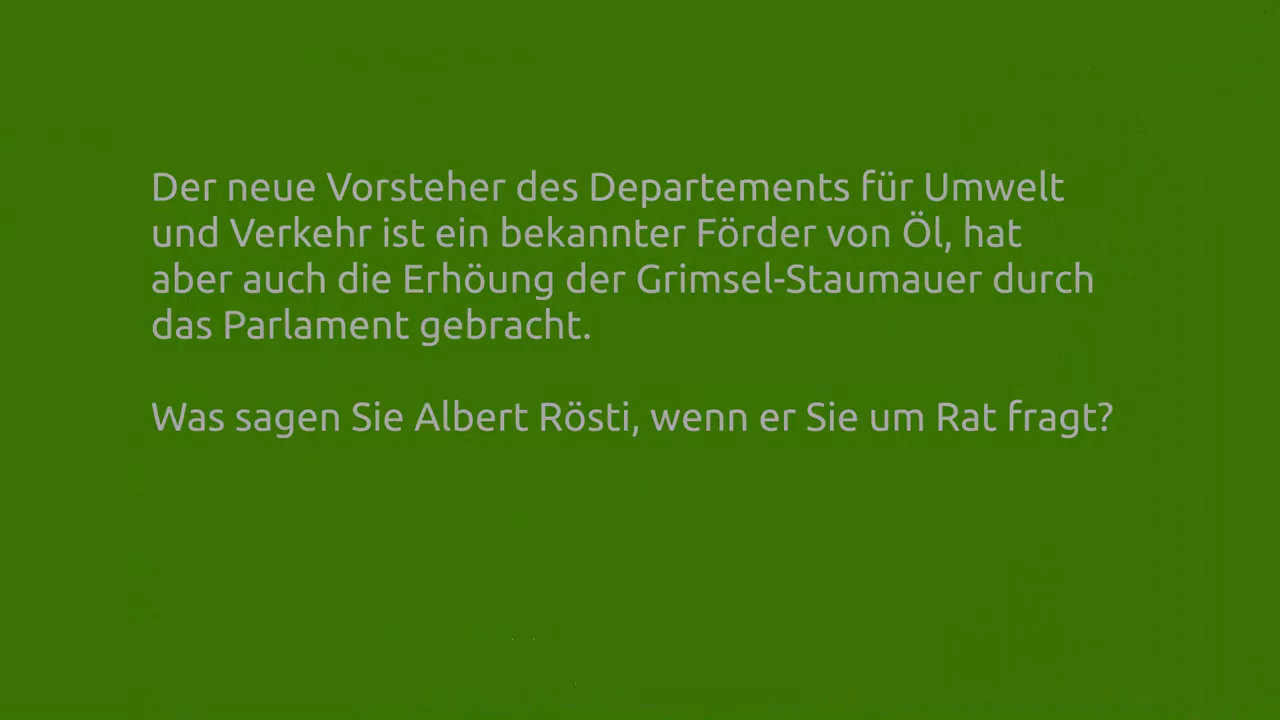 Der neue Vorsteher des Departements für Umwelt
und Verkehr ist ein bekannter Förder von Öl, hat
aber auch die Erhöung der Grimsel-Staumauer durch
das Parlament gebracht.
Was sagen Sie Albert Rösti, wenn er Sie um Rat fragt?